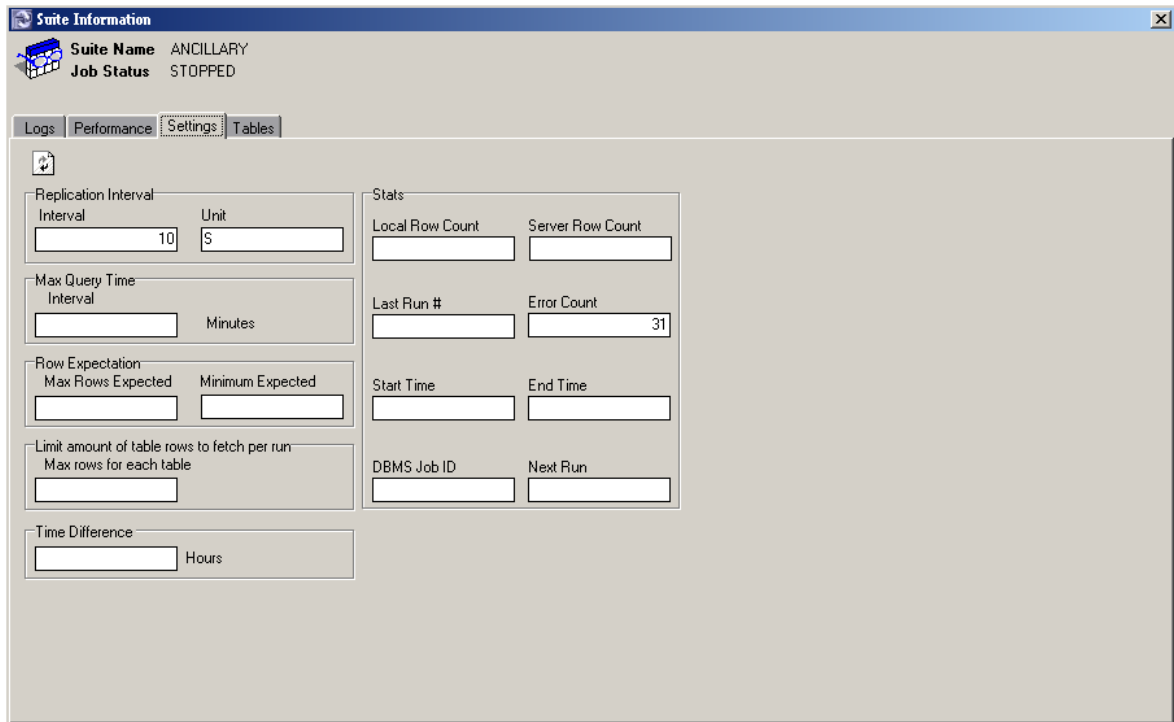 Suite Information
Suite Name ANCILLARY
Job Status STOPPED
Logs Performance Settings Tables
Replication Interval
Interval Unit
10 S
Max Query Time
Interval
Minutes
Row Expectation
Max Rows Expected Minimum Expected
Limit amount of table rows to fetch per run
Max rows for each table
Time Difference
Hours
Stats
Local Row Count Server Row Count
Last Run # Error Count
31
Start Time End Time
DBMS Job ID Next Run